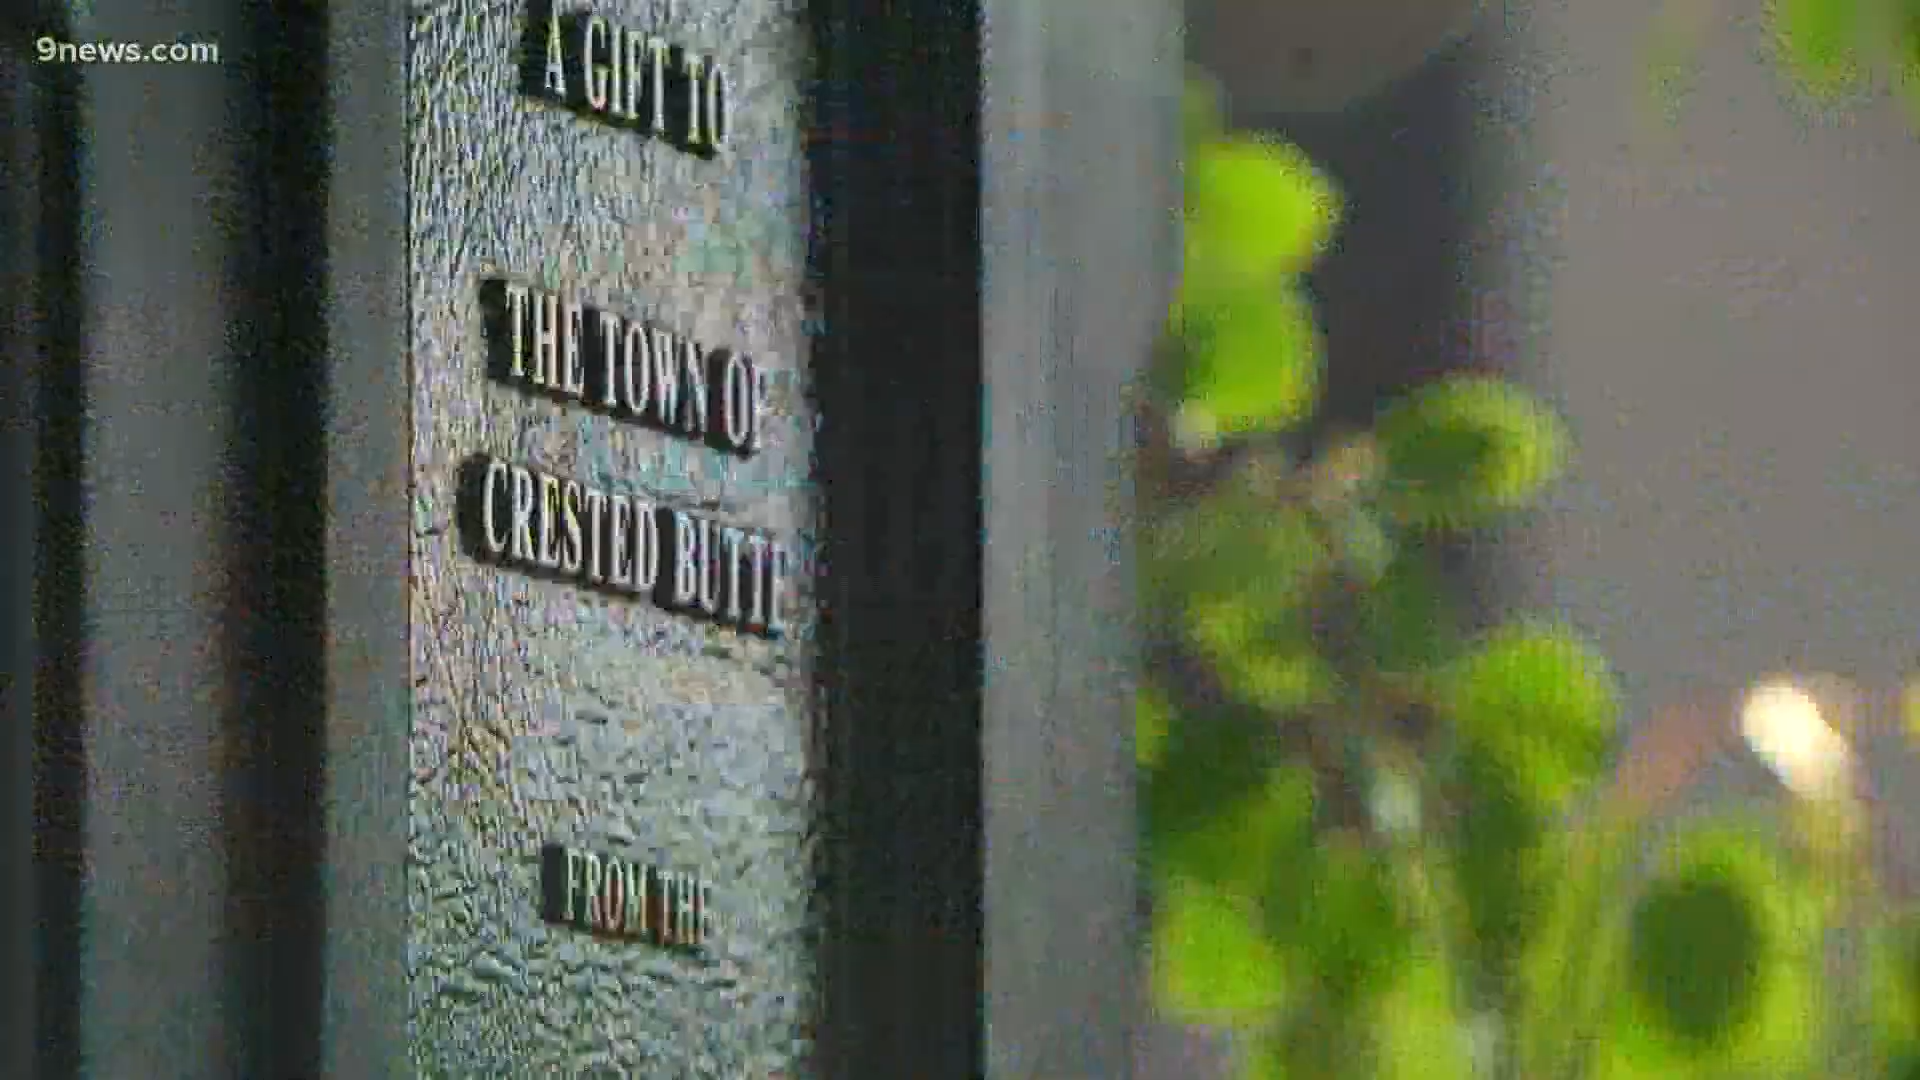 9news.com
A GIFT TO
THE TOWN OF
CRESTED BUTTE
FROM THE